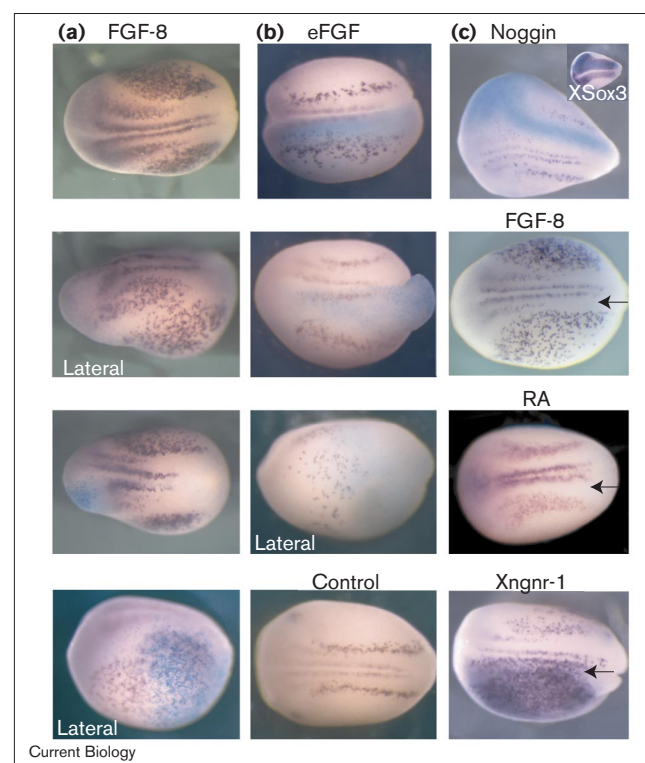 (a) FGF-8 (b) eFGF (c) Noggin
XSox3
FGF-8
Lateral
RA
Lateral
Control Xngnr-1
Lateral
Current Biology